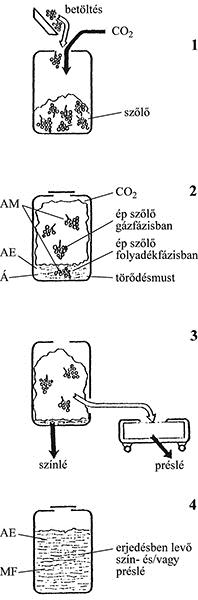 betöltés
CO2
1
szőlő
2
AM
CO2
ép szőlő
gázfázisban
AE
ép szőlő
folyadékfázisban
Á
törődésmust
3
színlé
préslé
4
AE
erjedésben levő
szín- és/vagy
préslé
MF